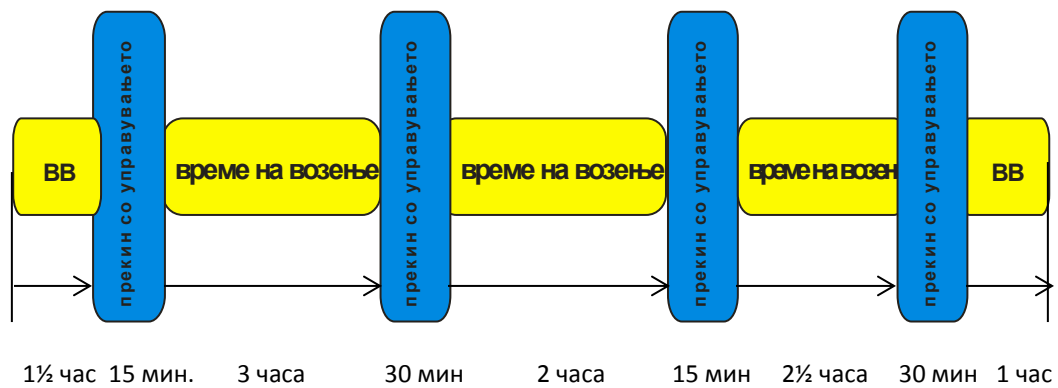 ВВ
прекин со управувањето
време на возење
прекин со управувањето
време на возење
прекин со управувањето
време на возен
прекин со управувањето
ВВ
1½ час 15 мин. 3 часа 30 мин 2 часа 15 мин 2½ часа 30 мин 1 час